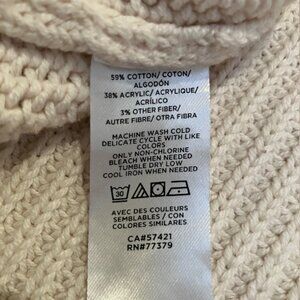 59% COTTON/ COTON/
ALGODÓN
38% ACRYLIC/ ACRYLIQUE/
ACRÍLICO
3% OTHER FIBER/
AUTRE FIBRE/ OTRA FIBRA
MACHINE WASH COLD
DELICATE CYCLE WITH LIKE
COLORS
ONLY NON-CHLORINE
BLEACH WHEN NEEDED
TUMBLE DRY LOW
COOL IRON WHEN NEEDED
30
AVEC DES COULEURS
SEMBLABLES / CON
COLORES SIMILARES
CA#57421
RN#77379